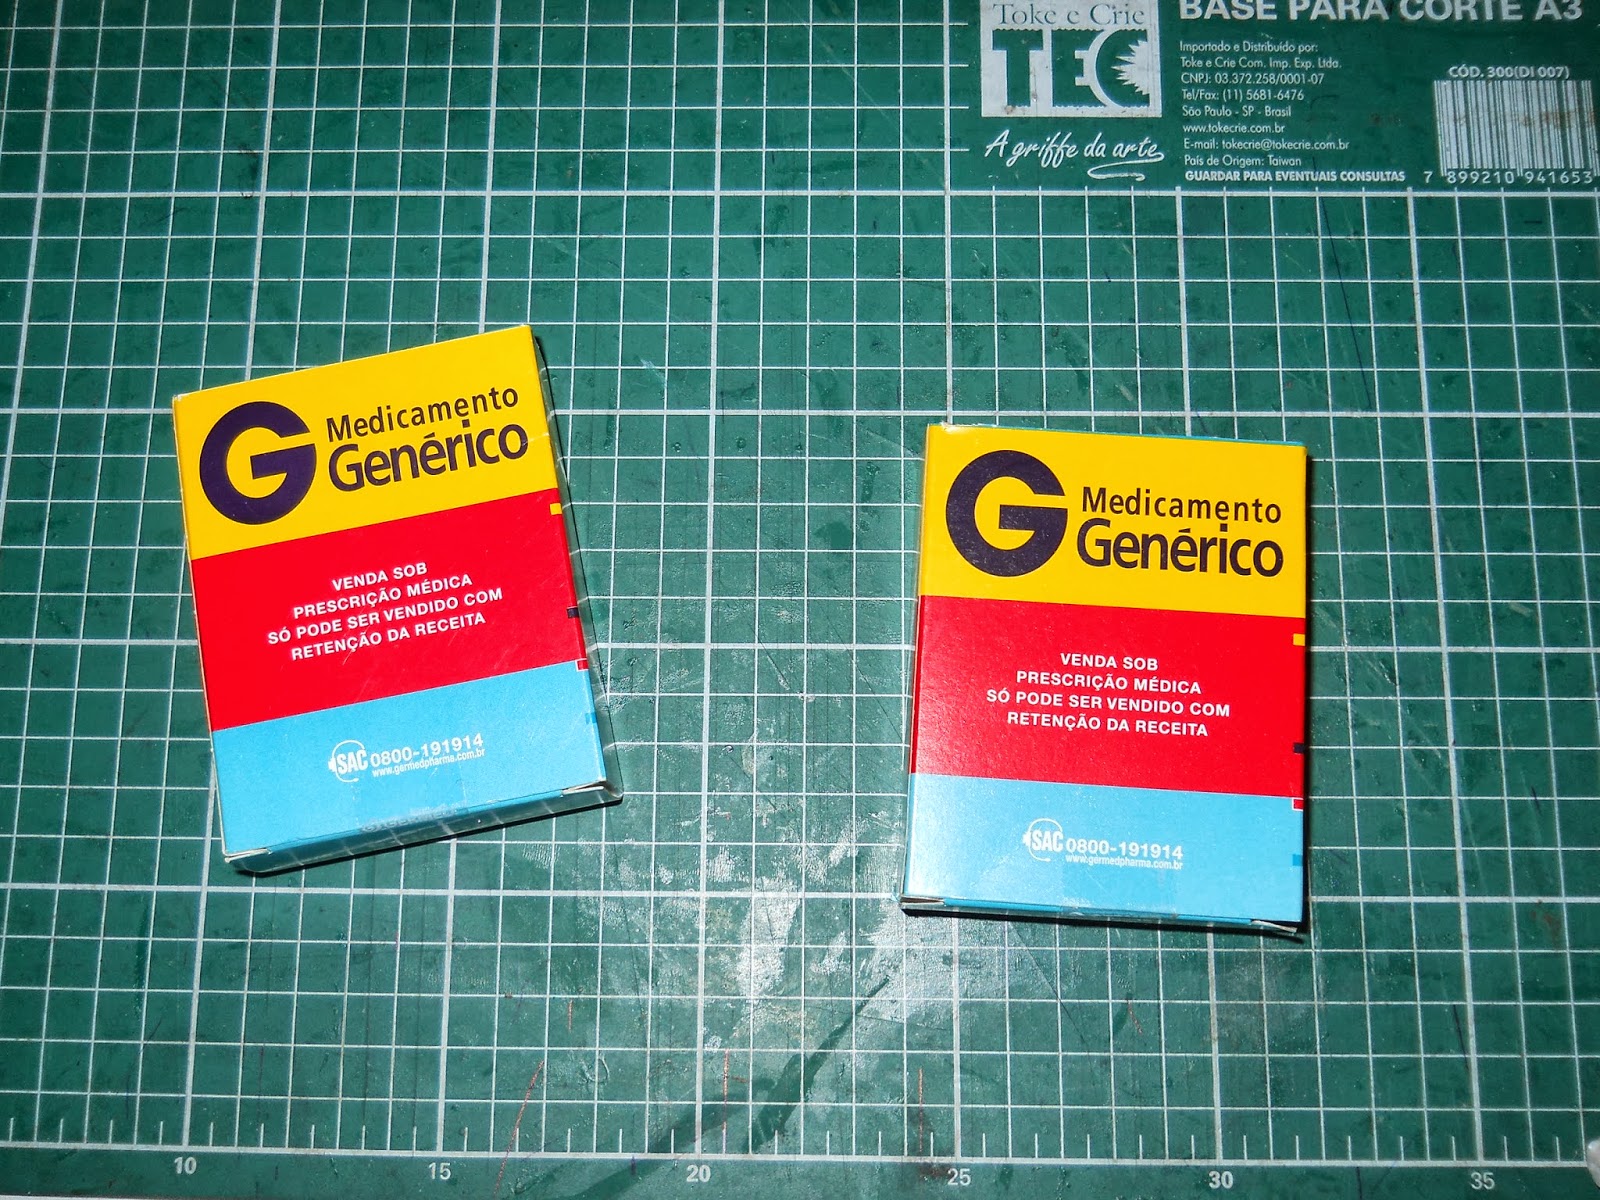 Toke e Crie
TEC
A griffe da arte
BASE PARA CORTE A3
Importado e Distribuído por:
Toke e Crie Com. Imp. Exp. Ltda.
CNPJ: 03.372.258/0001-07
Tel/Fax: (11) 5681-6476
São Paulo - SP - Brasil
www.tokecrie.com.br
E-mail: tokecrie@tokecrie.com.br
País de Origem: Taiwan
GUARDAR PARA EVENTUAIS CONSULTAS
CÓD. 300(DI 007)
7 899210 941653
G Medicamento
Genérico
VENDA SOB
PRESCRIÇÃO MÉDICA
SÓ PODE SER VENDIDO COM
RETENÇÃO DA RECEITA
SAC 0800-191914
www.germedpharma.com.br
G Medicamento
Genérico
VENDA SOB
PRESCRIÇÃO MÉDICA
SÓ PODE SER VENDIDO COM
RETENÇÃO DA RECEITA
SAC 0800-191914
www.germedpharma.com.br
10 15 20 25 30 35